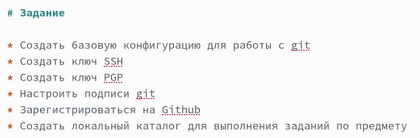 # Задание
* Создать базовую конфигурацию для работы с git
* Создать ключ SSH
* Создать ключ PGP
* Настроить подписи git
* Зарегистрироваться на Github
* Создать локальный каталог для выполнения заданий по предмету